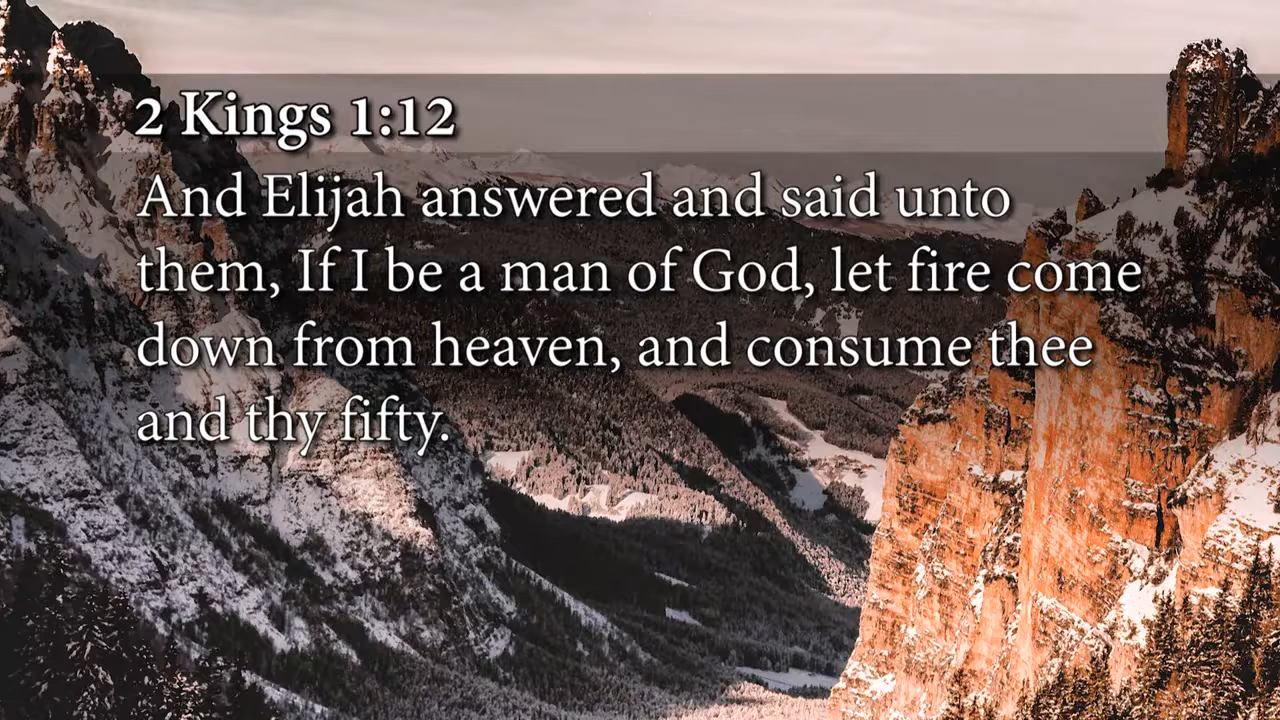 2 Kings 1:12
And Elijah answered and said unto
them, If I be a man of God, let fire come
down from heaven, and consume thee
and thy fifty.